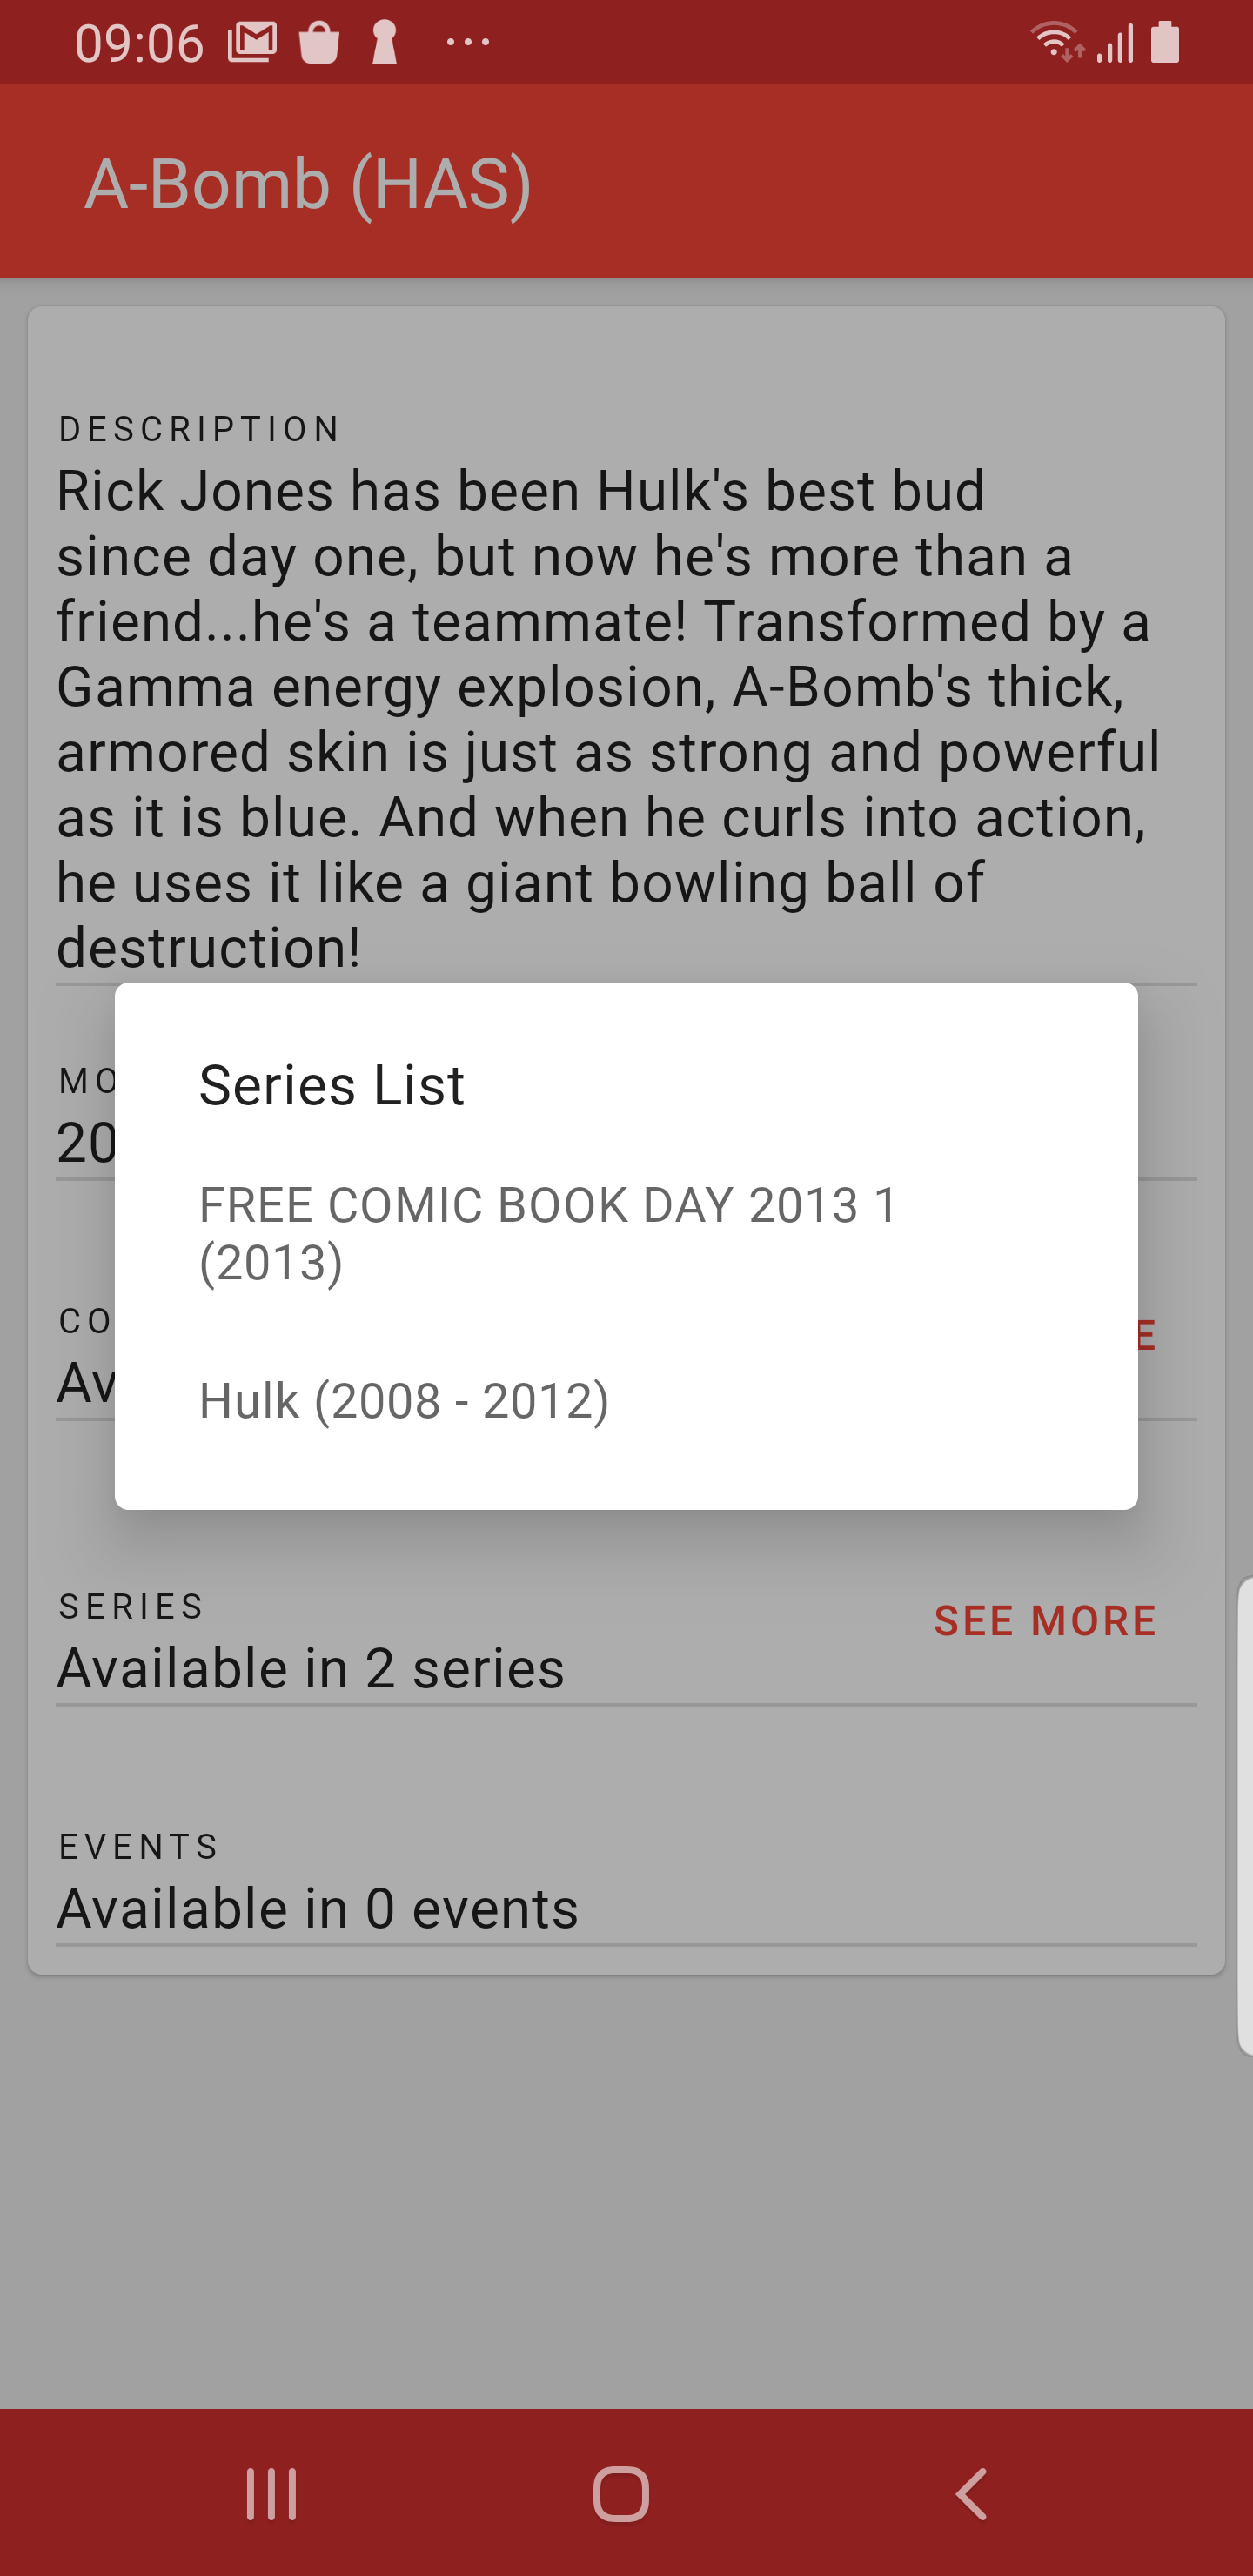 09:06
A-Bomb (HAS)
DESCRIPTION
Rick Jones has been Hulk's best bud
since day one, but now he's more than a
friend...he's a teammate! Transformed by a
Gamma energy explosion, A-Bomb's thick,
armored skin is just as strong and powerful
as it is blue. And when he curls into action,
he uses it like a giant bowling ball of
destruction!
Series List
FREE COMIC BOOK DAY 2013 1
(2013)
Hulk (2008 - 2012)
SERIES
SEE MORE
Available in 2 series
EVENTS
Available in 0 events